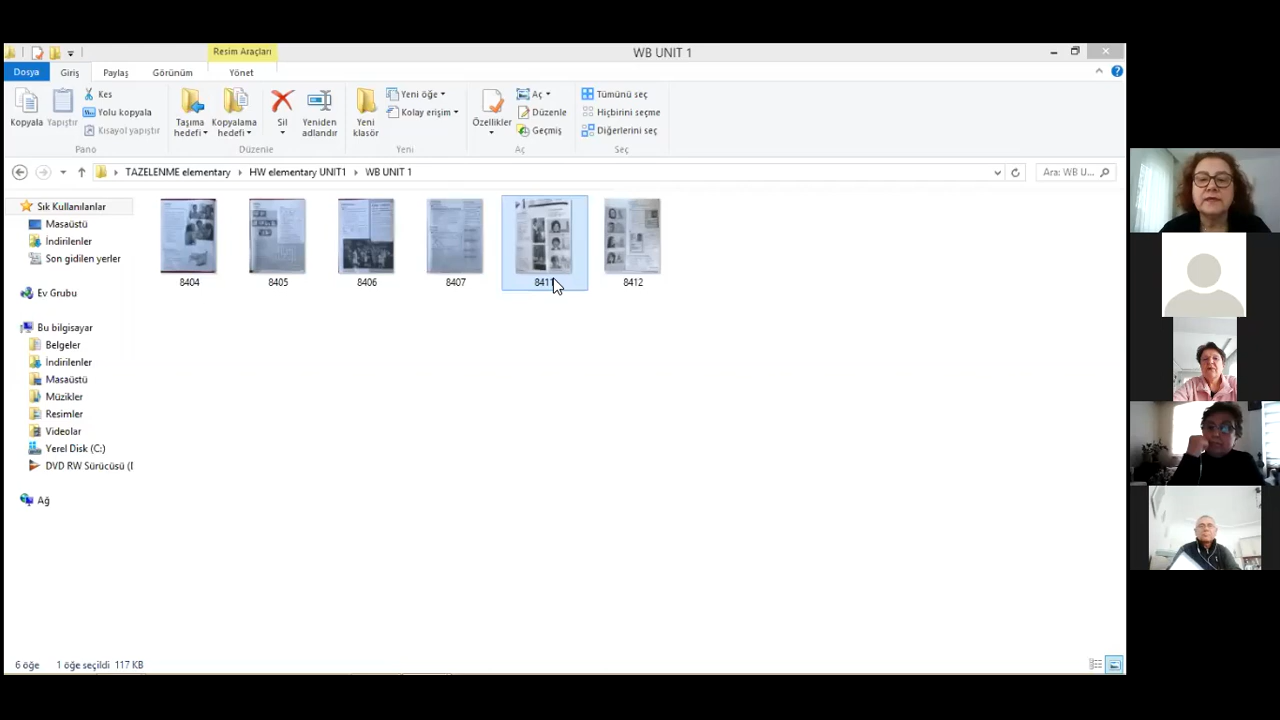 Resim Araçları
WB UNIT 1
Dosya
Giriş
Paylaş
Görünüm
Yönet
Kopyala
Yapıştır
Kes
Yolu kopyala
Kısayol yapıştır
Pano
Taşıma hedefi
Kopyalama hedefi
Sil
Yeniden adlandır
Düzenle
Yeni klasör
Yeni öğe
Kolay erişim
Yeni
Özellikler
Aç
Düzenle
Geçmiş
Aç
Tümünü seç
Hiçbirini seçme
Diğerlerini seç
Seç
TAZELENME elementary
HW elementary UNIT1
WB UNIT 1
Ara: WB U...
Sık Kullanılanlar
Masaüstü
İndirilenler
Son gidilen yerler
Ev Grubu
Bu bilgisayar
Belgeler
İndirilenler
Masaüstü
Müzikler
Resimler
Videolar
Yerel Disk (C:)
DVD RW Sürücüsü (
Ağ
8404
8405
8406
8407
8411
8412
6 öğe
1 öğe seçildi 117 KB